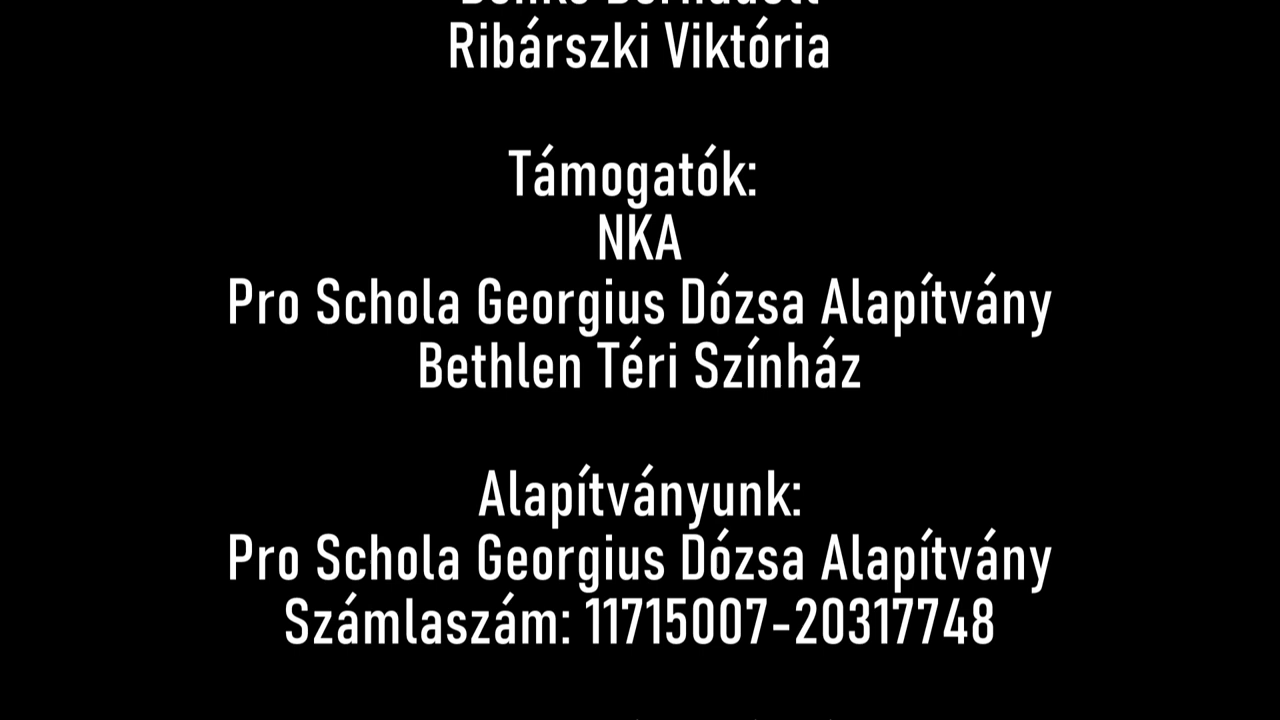 Ribárszki Viktória
Támogatók:
NKA
Pro Schola Georgius Dózsa Alapítvány
Bethlen Téri Színház
Alapítványunk:
Pro Schola Georgius Dózsa Alapítvány
Számlaszám: 11715007-20317748